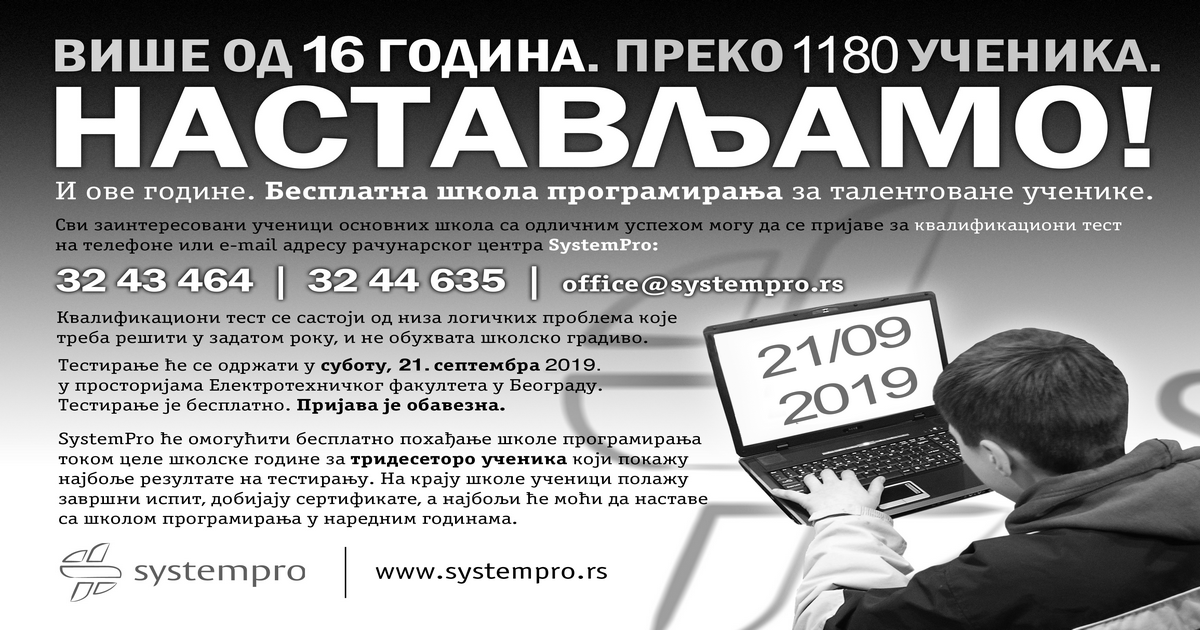 ВИШЕ ОД 16 ГОДИНА. ПРЕКО 1180 УЧЕНИКА.
НАСТАВЉАМО!
И ове године. Бесплатна школа програмирања за талентоване ученике.
Сви заинтересовани ученици основних школа са одличним успехом могу да се пријаве за квалификациони тест
на телефоне или e-mail адресу рачунарског центра SystemPro:
32 43 464 | 32 44 635 | office@systempro.rs
Квалификациони тест се састоји од низа логичких проблема које
треба решити у задатом року, и не обухвата школско градиво.
Тестирање ће се одржати у суботу, 21. септембра 2019.
у просторијама Електротехничког факултета у Београду.
Тестирање је бесплатно. Пријава је обавезна.
SystemPro ће омогућити бесплатно похађање школе програмирања
током целе школске године за тридесеторо ученика који покажу
најбоље резултате на тестирању. На крају школе ученици полажу
завршни испит, добијају сертификате, а најбољи ће моћи да наставе
са школом програмирања у наредним годинама.
21/09
2019
systempro | www.systempro.rs